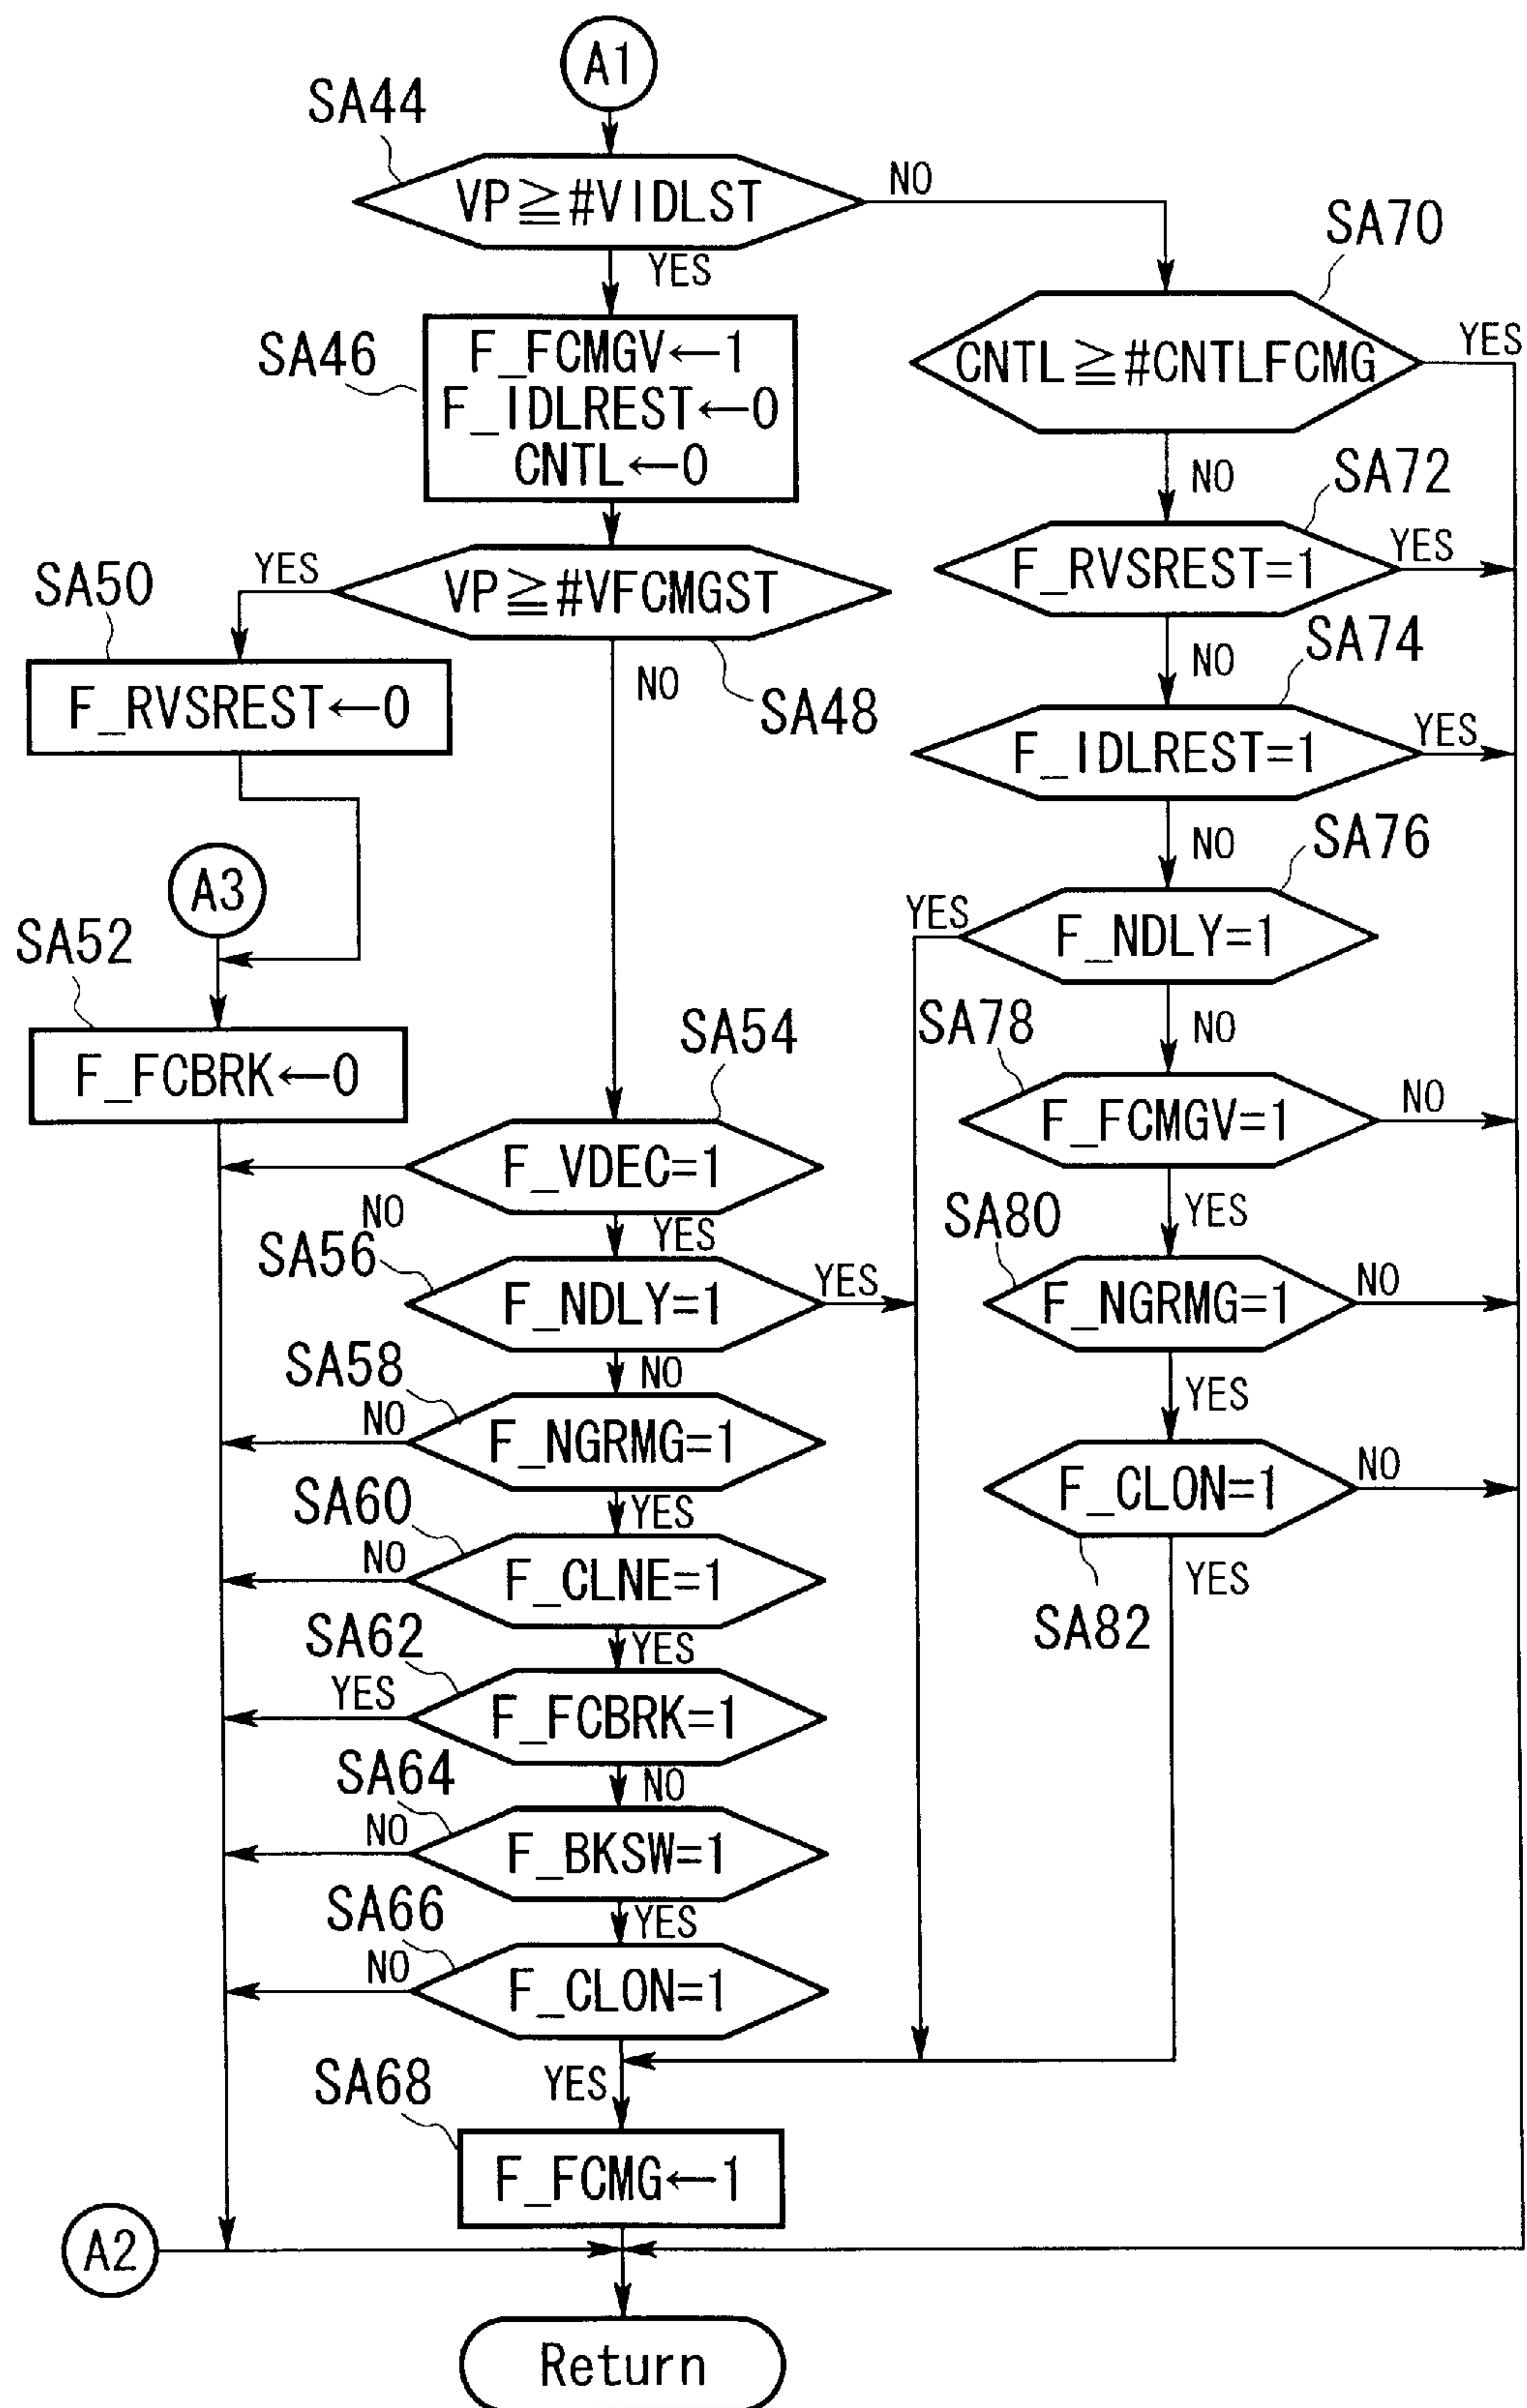 A1
SA44
VP≧#VIDLST
NO
YES
SA70
CNTL≧#CNTLFCMG
YES
NO
SA46
F_FCMGV←1
F_IDLREST←0
CNTL←0
SA72
F_RVSREST=1
YES
NO
SA48
VP≧#VFCMGST
YES
NO
SA50
F_RVSREST←0
SA74
F_IDLREST=1
YES
NO
A3
SA52
F_FCBRK←0
SA76
F_NDLY=1
YES
NO
SA54
F_VDEC=1
NO
YES
SA78
F_FCMGV=1
NO
YES
SA56
F_NDLY=1
YES
NO
SA80
F_NGRMG=1
NO
YES
SA58
F_NGRMG=1
NO
YES
SA82
F_CLON=1
NO
YES
SA60
F_CLNE=1
NO
YES
SA62
F_FCBRK=1
YES
NO
SA64
F_BKSW=1
NO
YES
SA66
F_CLON=1
NO
YES
SA68
F_FCMG←1
A2
Return